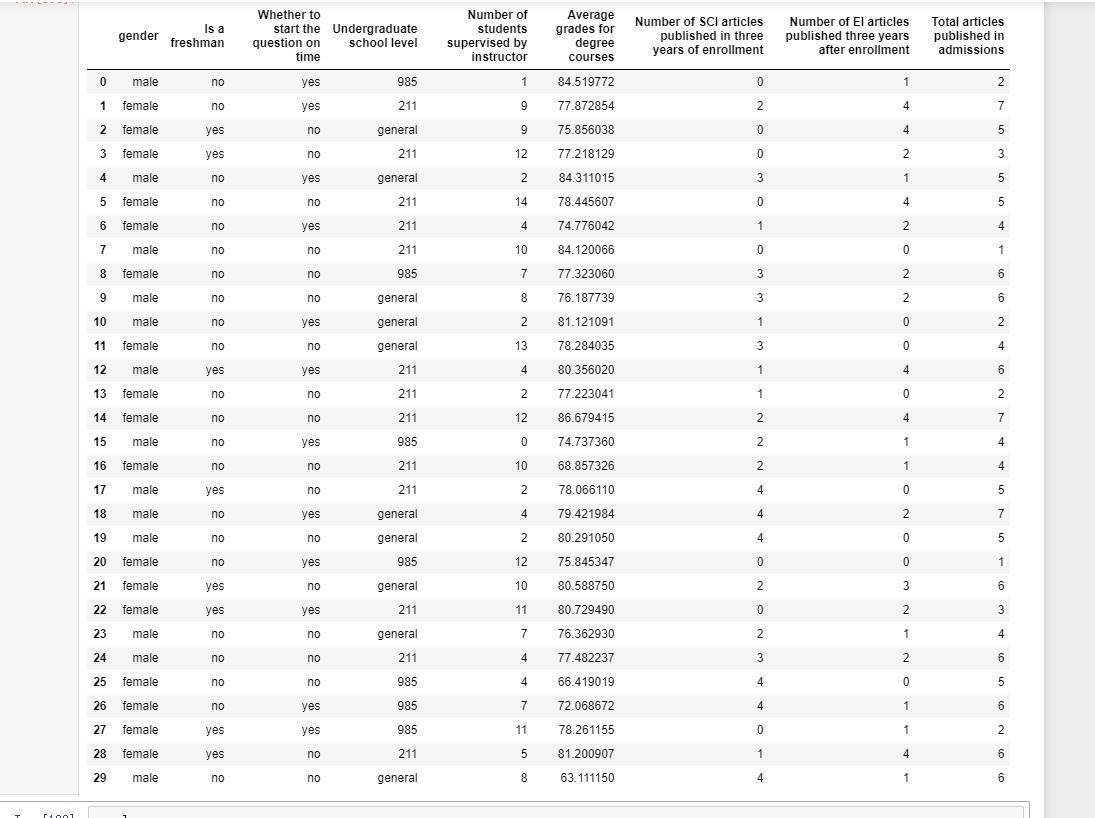 gender Is a freshman Whether to start the question on time Undergraduate school level Number of students supervised by instructor Average grades for degree courses Number of SCI articles published in three years of enrollment Number of EI articles published three years after enrollment Total articles published in admissions
0 male no yes 985 1 84.519772 0 1 2
1 female no yes 211 9 77.872854 2 4 7
2 female yes no general 9 75.856038 0 4 5
3 female yes no 211 12 77.218129 0 2 3
4 male no yes general 2 84.311015 3 1 5
5 female no no 211 14 78.445607 0 4 5
6 female no yes 211 4 74.776042 1 2 4
7 male no no 211 10 84.120066 0 0 1
8 female no no 985 7 77.323060 3 2 6
9 male no no general 8 76.187739 3 2 6
10 male no yes general 2 81.121091 1 0 2
11 female no no general 13 78.284035 3 0 4
12 male yes yes 211 4 80.356020 1 4 6
13 female no no 211 2 77.223041 1 0 2
14 female no no 211 12 86.679415 2 4 7
15 male no yes 985 0 74.737360 2 1 4
16 female no no 211 10 68.857326 2 1 4
17 male yes no 211 2 78.066110 4 0 5
18 male no yes general 4 79.421984 4 2 7
19 male no no general 2 80.291050 4 0 5
20 female no yes 985 12 75.845347 0 0 1
21 female yes no general 10 80.588750 2 3 6
22 female yes yes 211 11 80.729490 0 2 3
23 male no no general 7 76.362930 2 1 4
24 male no no 211 4 77.482237 3 2 6
25 female no no 985 4 66.419019 4 0 5
26 female no yes 985 7 72.068672 4 1 6
27 female yes yes 985 11 78.261155 0 1 2
28 female yes no 211 5 81.200907 1 4 6
29 male no no general 8 63.111150 4 1 6